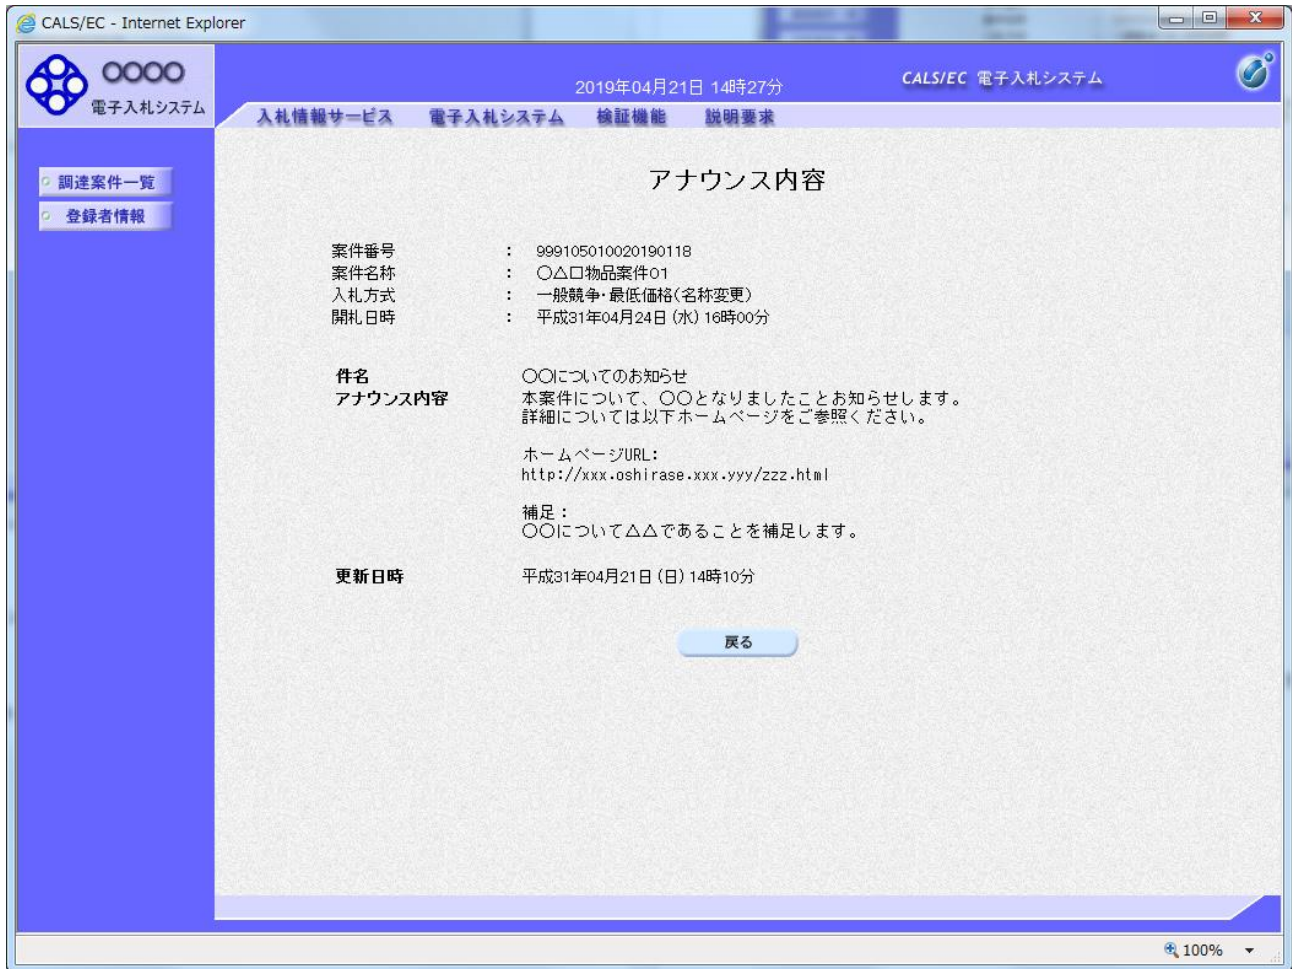 CALS/EC - Internet Explorer
〇〇〇〇
電子入札システム
2019年04月21日 14時27分
CALS/EC 電子入札システム
入札情報サービス 電子入札システム 検証機能 説明要求
調達案件一覧
登録者情報
アナウンス内容
案件番号 : 999105010020190118
案件名称 : 〇△口物品案件01
入札方式 : 一般競争・最低価格(名称変更)
開札日時 : 平成31年04月24日(水) 16時00分
件名 〇〇についてのお知らせ
アナウンス内容 本案件について、〇〇となりましたことお知らせします。
詳細については以下ホームページをご参照ください。
ホームページURL:
http://xxx.oshirase.xxx.yyy/zzz.html
補足:
〇〇について△△であることを補足します。
更新日時 平成31年04月21日(日) 14時10分
戻る
100%